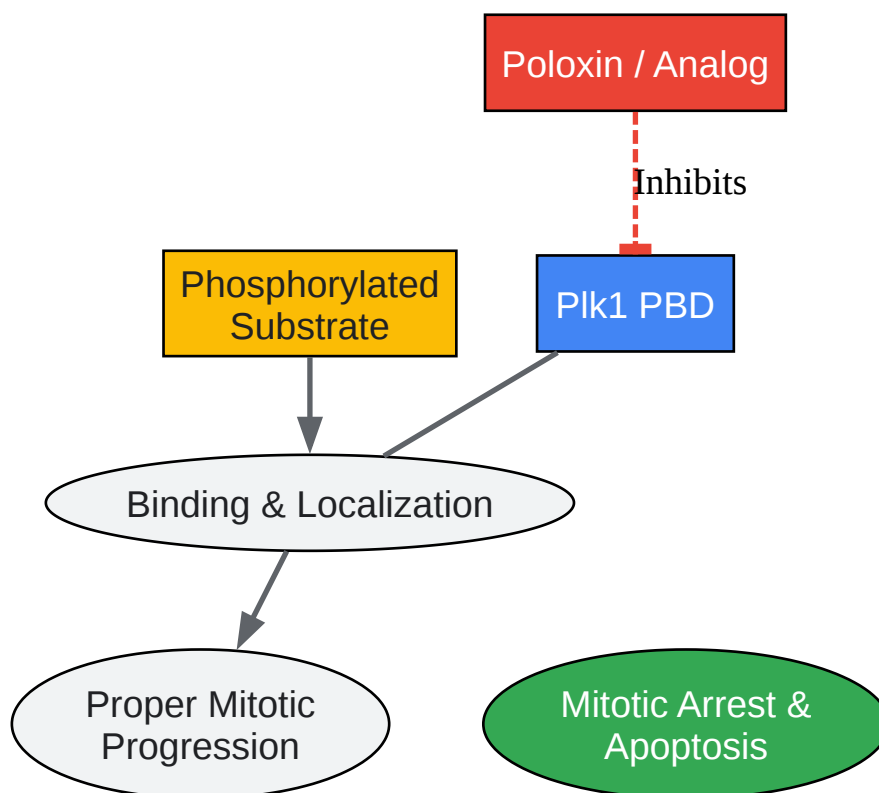 Poloxin / Analog
Inhibits
Phosphorylated
Substrate
Plk1 PBD
Binding & Localization
Proper Mitotic
Progression
Mitotic Arrest &
Apoptosis